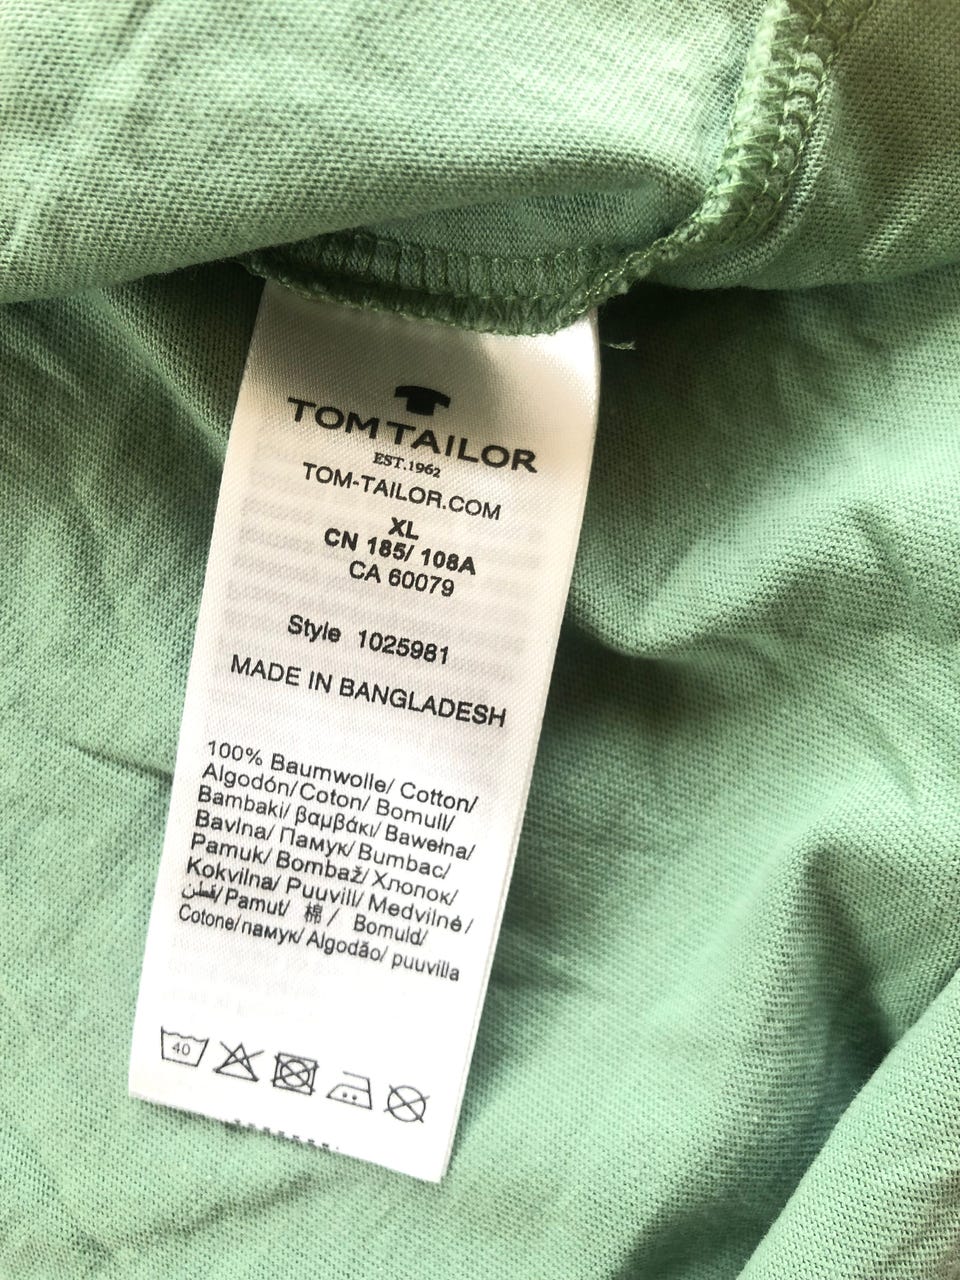 TOM TAILOR
EST.1962
TOM-TAILOR.COM
XL
CN 185/ 108A
CA 60079
Style 1025981
MADE IN BANGLADESH
100% Baumwolle/ Cotton/
Algodón/Coton/ Bomull/
Bambaki/ βαμβάκι/ Bawełna/
Bavlna/ Памук/ Bumbac/
Pamuk/ Bombaž/ Хлопок/
Kokvilna/ Puuvill/ Medvilnė/
قطن/Pamut/ 棉/ Bomuld/
Cotone/памук/ Algodão/ puuvilla
40